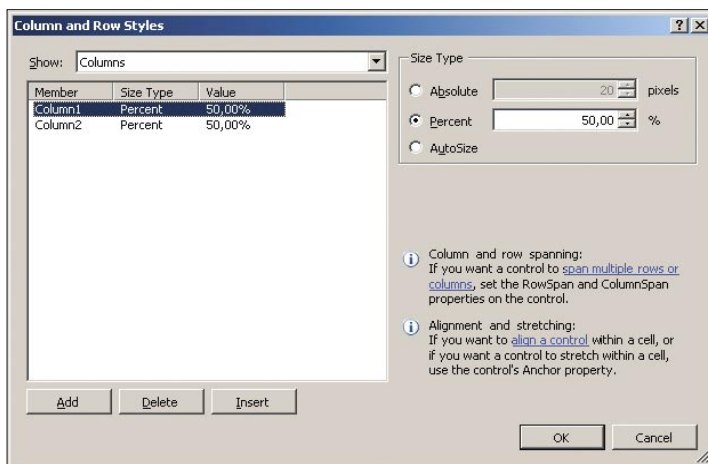 Column and Row Styles
Show: Columns
Member Size Type Value
Column1 Percent 50,00%
Column2 Percent 50,00%
Add Delete Insert
Size Type
Absolute 20 pixels
Percent 50,00 %
AutoSize
Column and row spanning:
If you want a control to span multiple rows or
columns, set the RowSpan and ColumnSpan
properties on the control.
Alignment and stretching:
If you want to align a control within a cell, or
if you want a control to stretch within a cell,
use the control's Anchor property.
OK Cancel